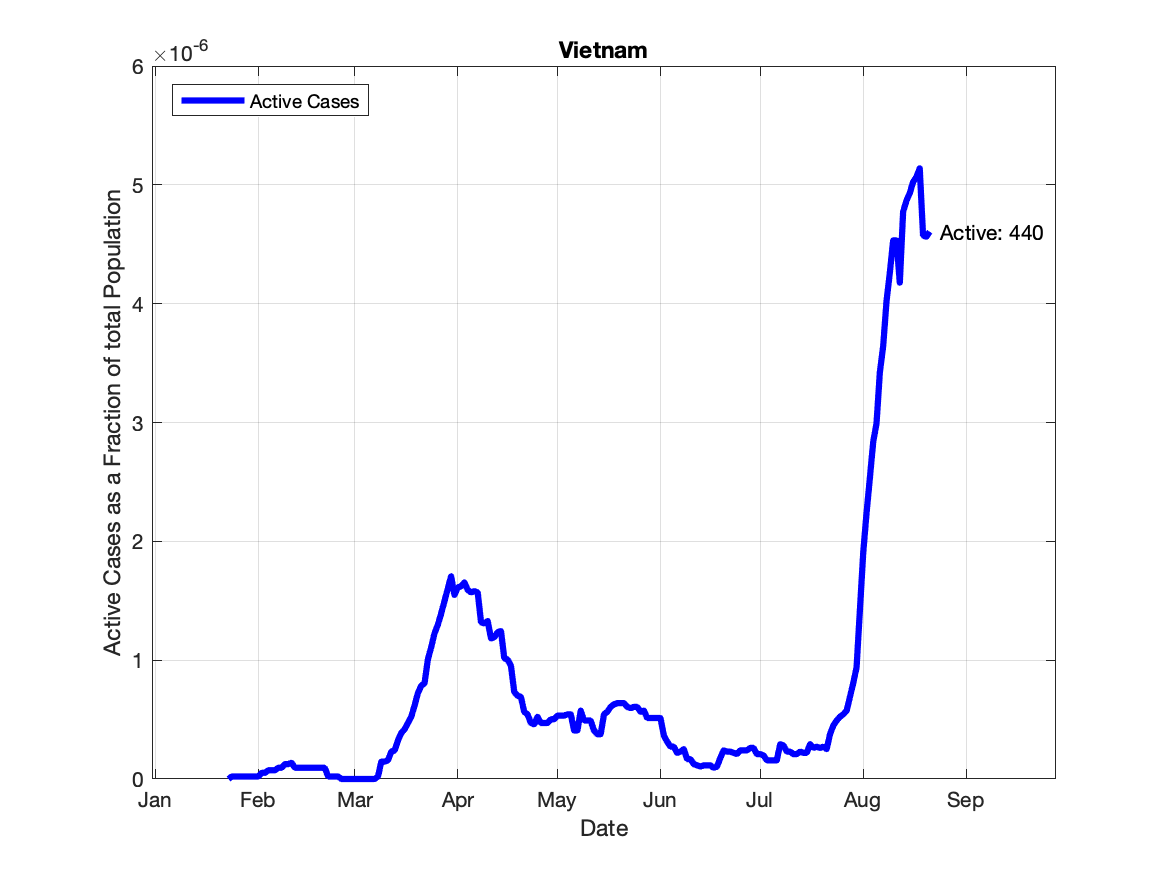 Vietnam
×10-6
6
5
4
3
2
1
0
Active Cases
Active: 440
Active Cases as a Fraction of total Population
Jan Feb Mar Apr May Jun Jul Aug Sep
Date